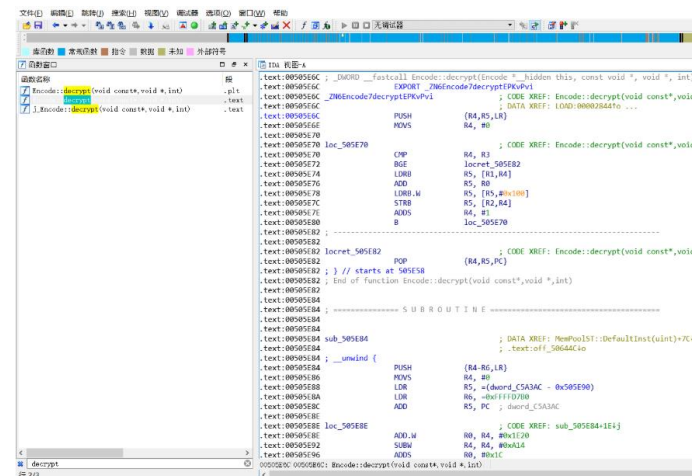 文件(F) 编辑(E) 跳转(J) 搜索(H) 视图(V) 调试器 选项(O) 窗口(W) 帮助
无调试器
库函数 常规函数 指令 数据 未知 外部符号
函数窗口
IDA 视图-A
函数名称 段
Encode::decrypt(void const*,void *,int) .plt
decrypt .text
j_Encode::decrypt(void const*,void *,int) .text
.text:00505E6C ; _DWORD __fastcall Encode::decrypt(Encode *__hidden this, const void *, void *, int)
.text:00505E6C EXPORT _ZN6Encode7decryptEPKvPvi
.text:00505E6C _ZN6Encode7decryptEPKvPvi ; CODE XREF: Encode::decrypt(void const*,void
.text:00505E6C ; DATA XREF: LOAD:00002844↑o ...
.text:00505E6C PUSH {R4,R5,LR}
.text:00505E6E MOVS R4, #0
.text:00505E70
.text:00505E70 loc_505E70 ; CODE XREF: Encode::decrypt(void const*,void
.text:00505E70 CMP R4, R3
.text:00505E72 BGE locret_505E82
.text:00505E74 LDRB R5, [R1,R4]
.text:00505E76 ADD R5, R0
.text:00505E78 LDRB.W R5, [R5,#0x100]
.text:00505E7C STRB R5, [R2,R4]
.text:00505E7E ADDS R4, #1
.text:00505E80 B loc_505E70
.text:00505E82 ; ---------------------------------------------------------------------------
.text:00505E82
.text:00505E82 locret_505E82 ; CODE XREF: Encode::decrypt(void const*,void
.text:00505E82 POP {R4,R5,PC}
.text:00505E82 ; } // starts at 505E58
.text:00505E82 ; End of function Encode::decrypt(void const*,void *,int)
.text:00505E82
.text:00505E84
.text:00505E84 ; =============== S U B R O U T I N E =======================================
.text:00505E84
.text:00505E84
.text:00505E84 sub_505E84 ; DATA XREF: MemPoolST::DefaultInst(uint)+7C↑
.text:00505E84 ; .text:off_50644C↓o
.text:00505E84 ; __unwind {
.text:00505E84 PUSH {R4-R6,LR}
.text:00505E86 MOVS R4, #0
.text:00505E88 LDR R5, =(dword_C5A3AC - 0x505E90)
.text:00505E8A LDR R6, =0xFFFFD7B0
.text:00505E8C ADD R5, PC ; dword_C5A3AC
.text:00505E8E
.text:00505E8E loc_505E8E ; CODE XREF: sub_505E84+1E↓j
.text:00505E8E ADD.W R0, R4, #0x1E20
.text:00505E92 SUBW R4, R4, #0xA14
.text:00505E96 ADDS R0, #0x1C
decrypt
00505E6C 00505E6C: Encode::decrypt(void const*,void *,int)
行 2/3